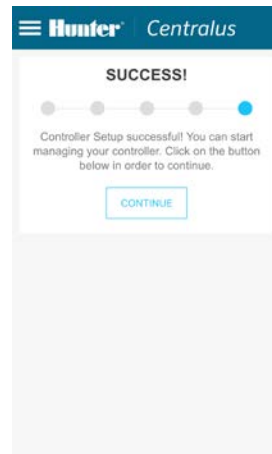 Hunter® Centralus
SUCCESS!
Controller Setup successful! You can start
managing your controller. Click on the button
below in order to continue.
CONTINUE